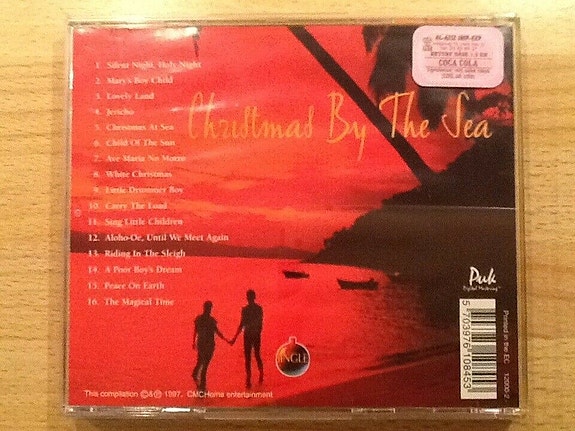 1. Silent Night, Holy Night
2. Mary's Boy Child
3. Lovely Land
4. Jericho
5. Christmas At Sea
6. Child Of The Sun
7. Ave Maria No Morro
8. White Christmas
9. Little Drummer Boy
10. Carry The Load
11. Sing Little Children
12. Aloho-Oe, Until We Meet Again
13. Riding In The Sleigh
14. A Poor Boy's Dream
15. Peace On Earth
16. The Magical Time
Christmas By The Sea
COCA COLA
Puk
Digital Mastering
JINGLE
This compilation ©&℗ 1997, CMCHome entertainment
5703976108453
Printed in the EC